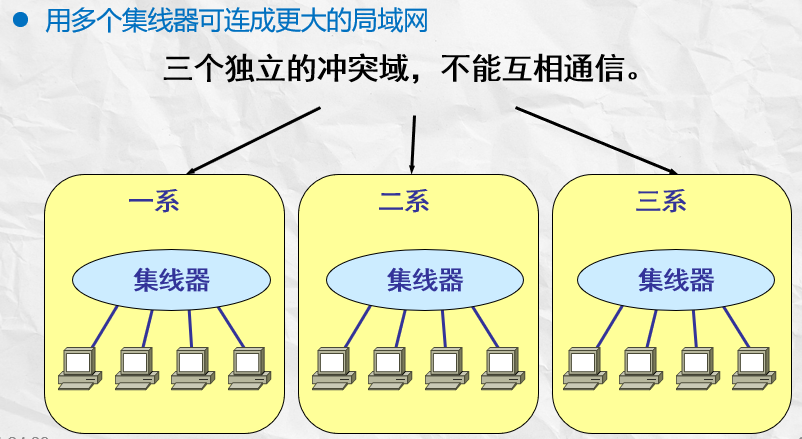 用多个集线器可连成更大的局域网
三个独立的冲突域，不能互相通信。
一系
二系
三系
集线器
集线器
集线器